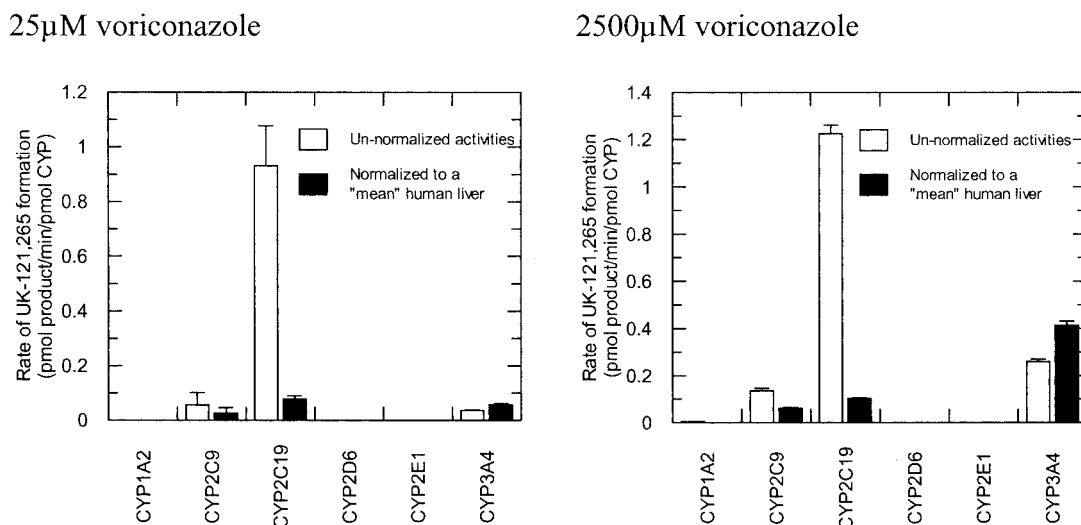 25µM voriconazole
Rate of UK-121,265 formation
(pmol product/min/pmol CYP)
1.2
1
0.8
0.6
0.4
0.2
0
Un-normalized activities
Normalized to a
"mean" human liver
CYP1A2
CYP2C9
CYP2C19
CYP2D6
CYP2E1
CYP3A4
2500µM voriconazole
Rate of UK-121,265 formation
(pmol product/min/pmol CYP)
1.4
1.2
1
0.8
0.6
0.4
0.2
0
Un-normalized activities
Normalized to a
"mean" human liver
CYP1A2
CYP2C9
CYP2C19
CYP2D6
CYP2E1
CYP3A4